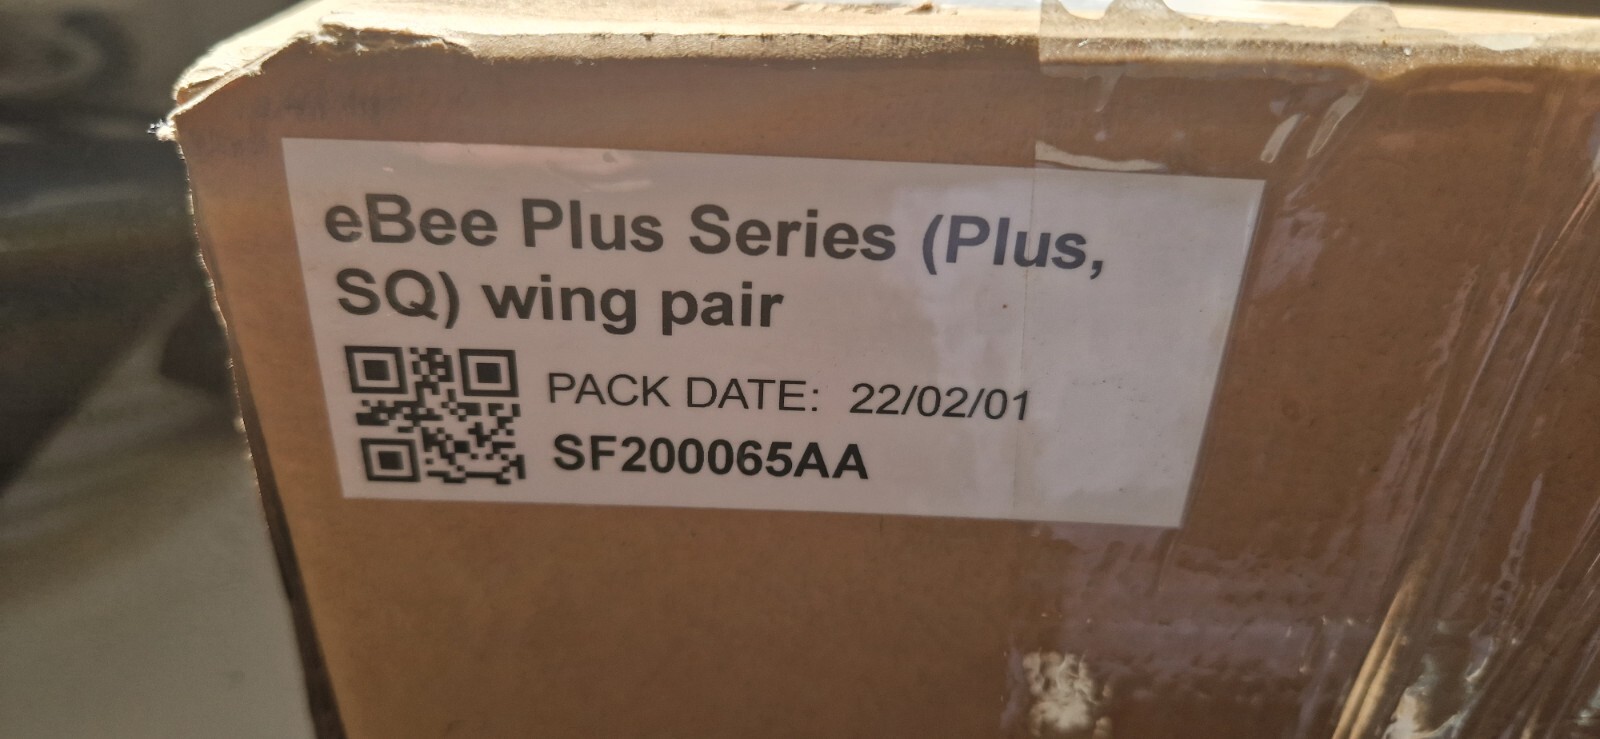 eBee Plus Series (Plus,
SQ) wing pair
PACK DATE: 22/02/01
SF200065AA